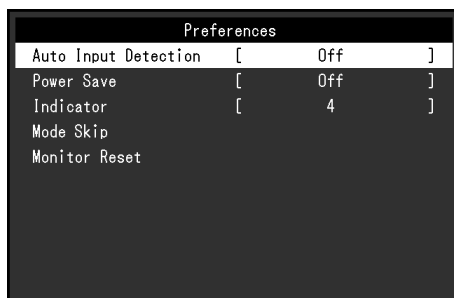 Preferences
Auto Input Detection [ Off ]
Power Save [ Off ]
Indicator [ 4 ]
Mode Skip
Monitor Reset